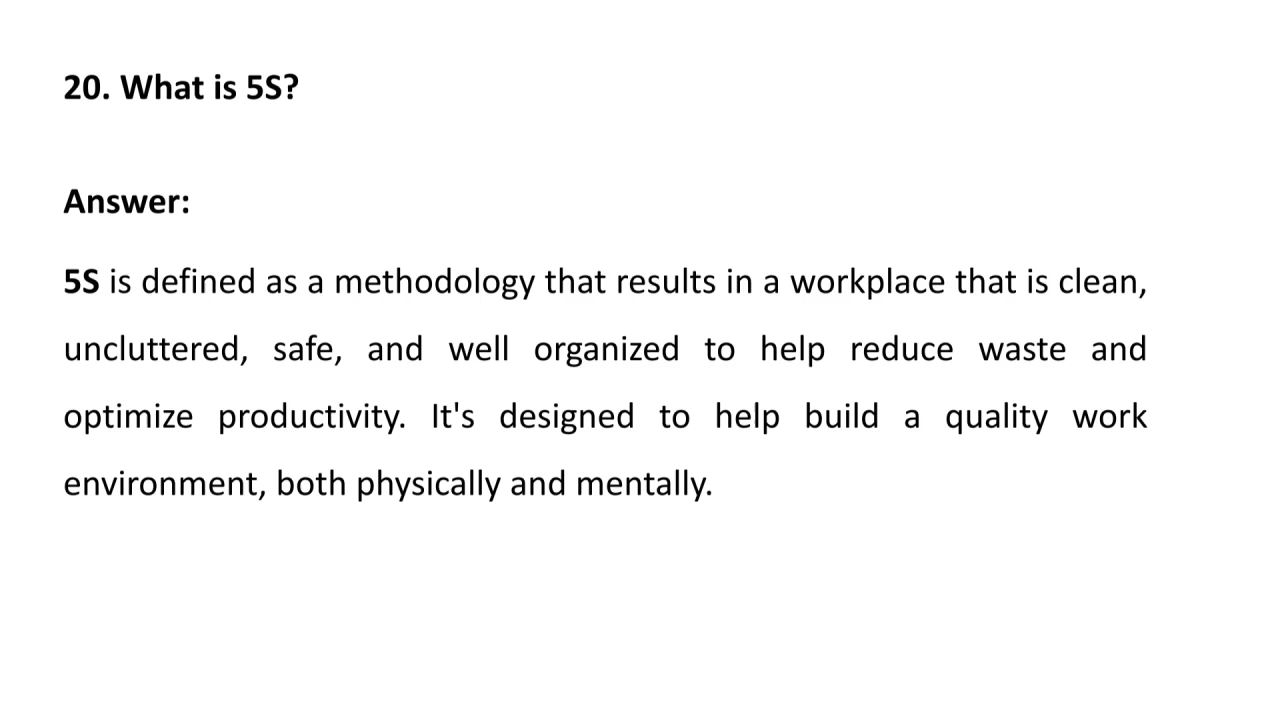 20. What is 5S?
Answer:
5S is defined as a methodology that results in a workplace that is clean,
uncluttered, safe, and well organized to help reduce waste and
optimize productivity. It's designed to help build a quality work
environment, both physically and mentally.